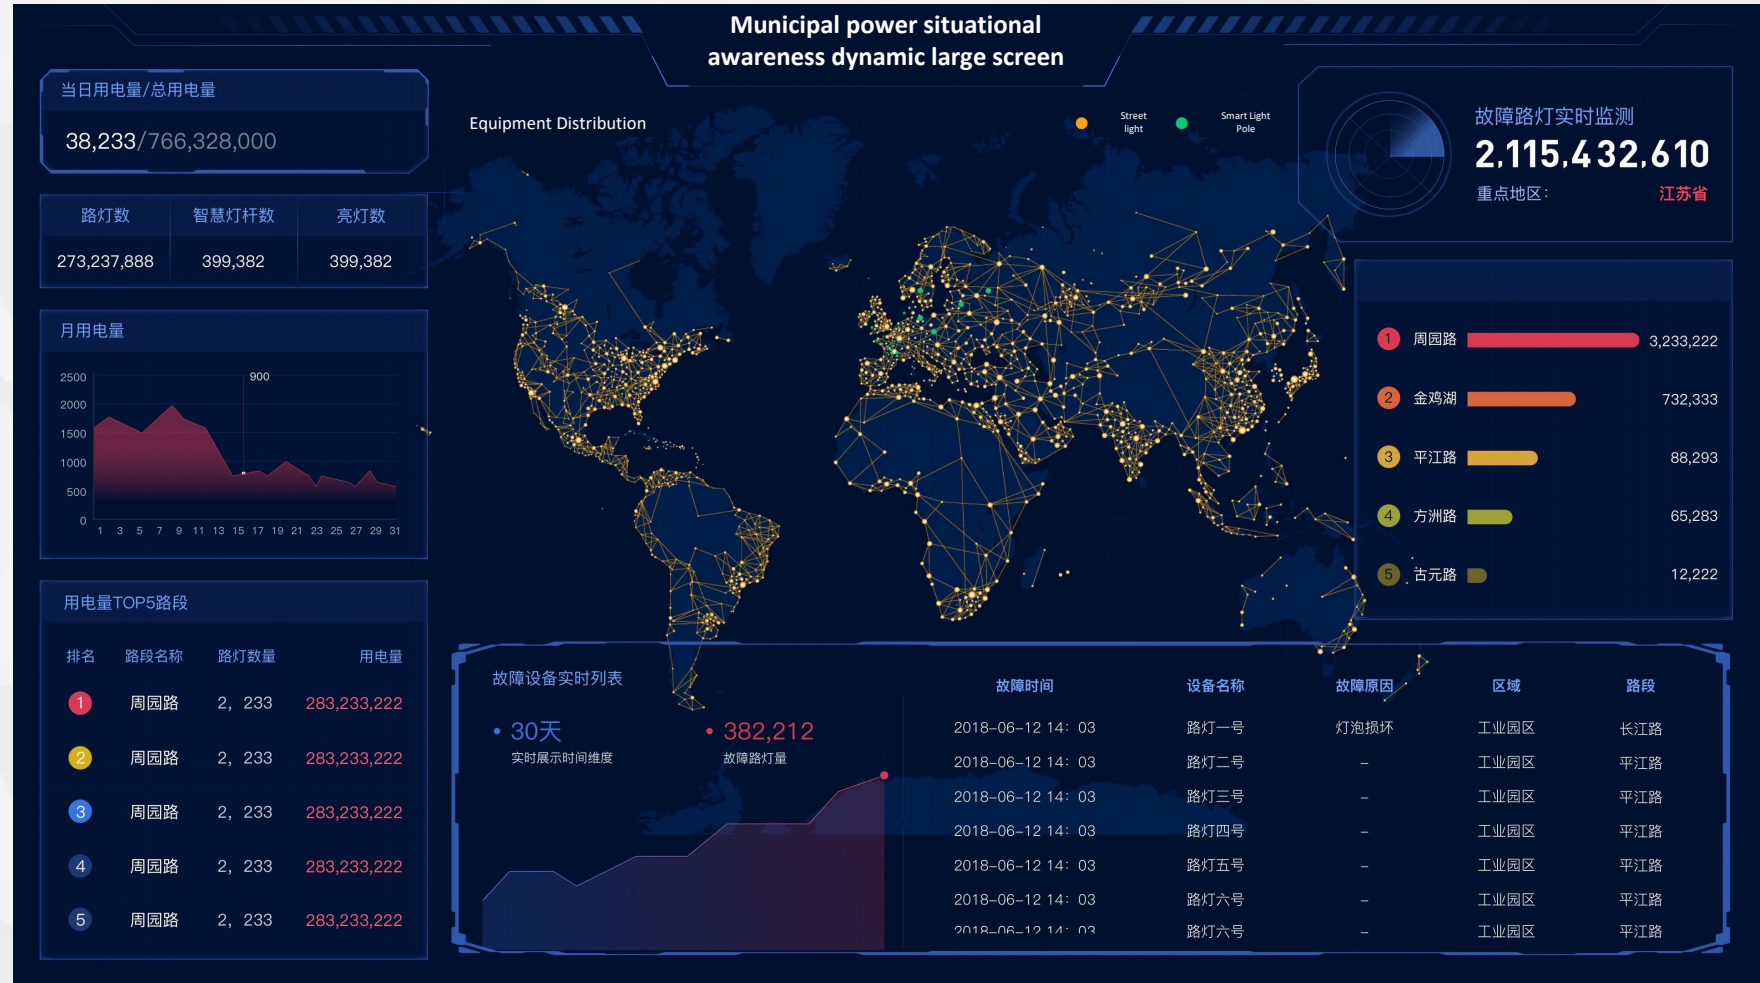 Municipal power situational
awareness dynamic large screen
当日用电量/总用电量
38,233/766,328,000
路灯数 智慧灯杆数 亮灯数
273,237,888 399,382 399,382
月用电量
900
2500
2000
1500
1000
500
0
1 3 5 7 9 11 13 15 17 19 21 23 25 27 29 31
用电量TOP5路段
排名 路段名称 路灯数量 用电量
1 周园路 2, 233 283,233,222
2 周园路 2, 233 283,233,222
3 周园路 2, 233 283,233,222
4 周园路 2, 233 283,233,222
5 周园路 2, 233 283,233,222
Equipment Distribution
Street
light
Smart Light
Pole
故障路灯实时监测
2,115,432,610
重点地区: 江苏省
1 周园路 3,233,222
2 金鸡湖 732,333
3 平江路 88,293
4 方洲路 65,283
5 古元路 12,222
故障设备实时列表
30天
实时展示时间维度
382,212
故障路灯量
故障时间 设备名称 故障原因 区域 路段
2018-06-12 14: 03 路灯一号 灯泡损坏 工业园区 长江路
2018-06-12 14: 03 路灯二号 – 工业园区 平江路
2018-06-12 14: 03 路灯三号 – 工业园区 平江路
2018-06-12 14: 03 路灯四号 – 工业园区 平江路
2018-06-12 14: 03 路灯五号 – 工业园区 平江路
2018-06-12 14: 03 路灯六号 – 工业园区 平江路
2018-06-12 14: 03 路灯六号 – 工业园区 平江路